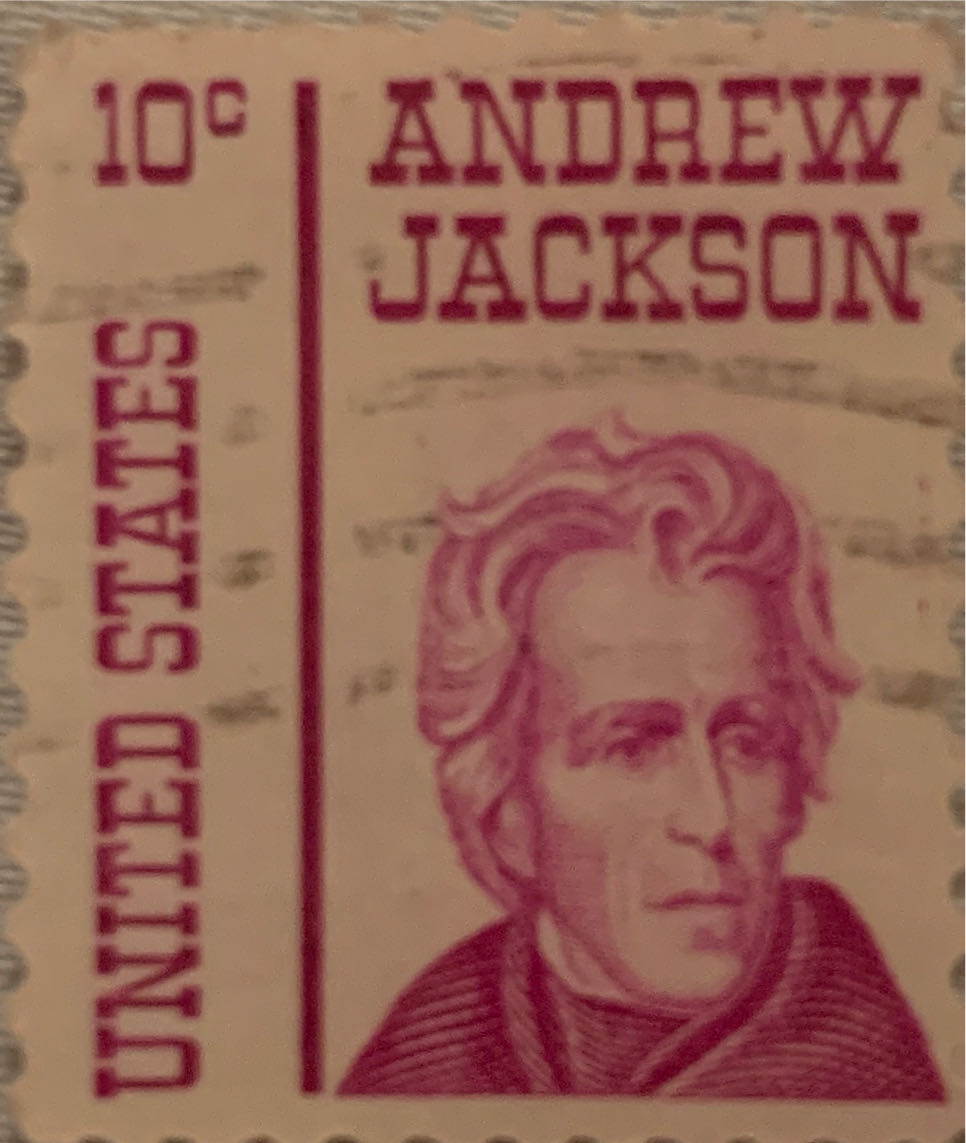 10c
ANDREW
JACKSON
UNITED STATES